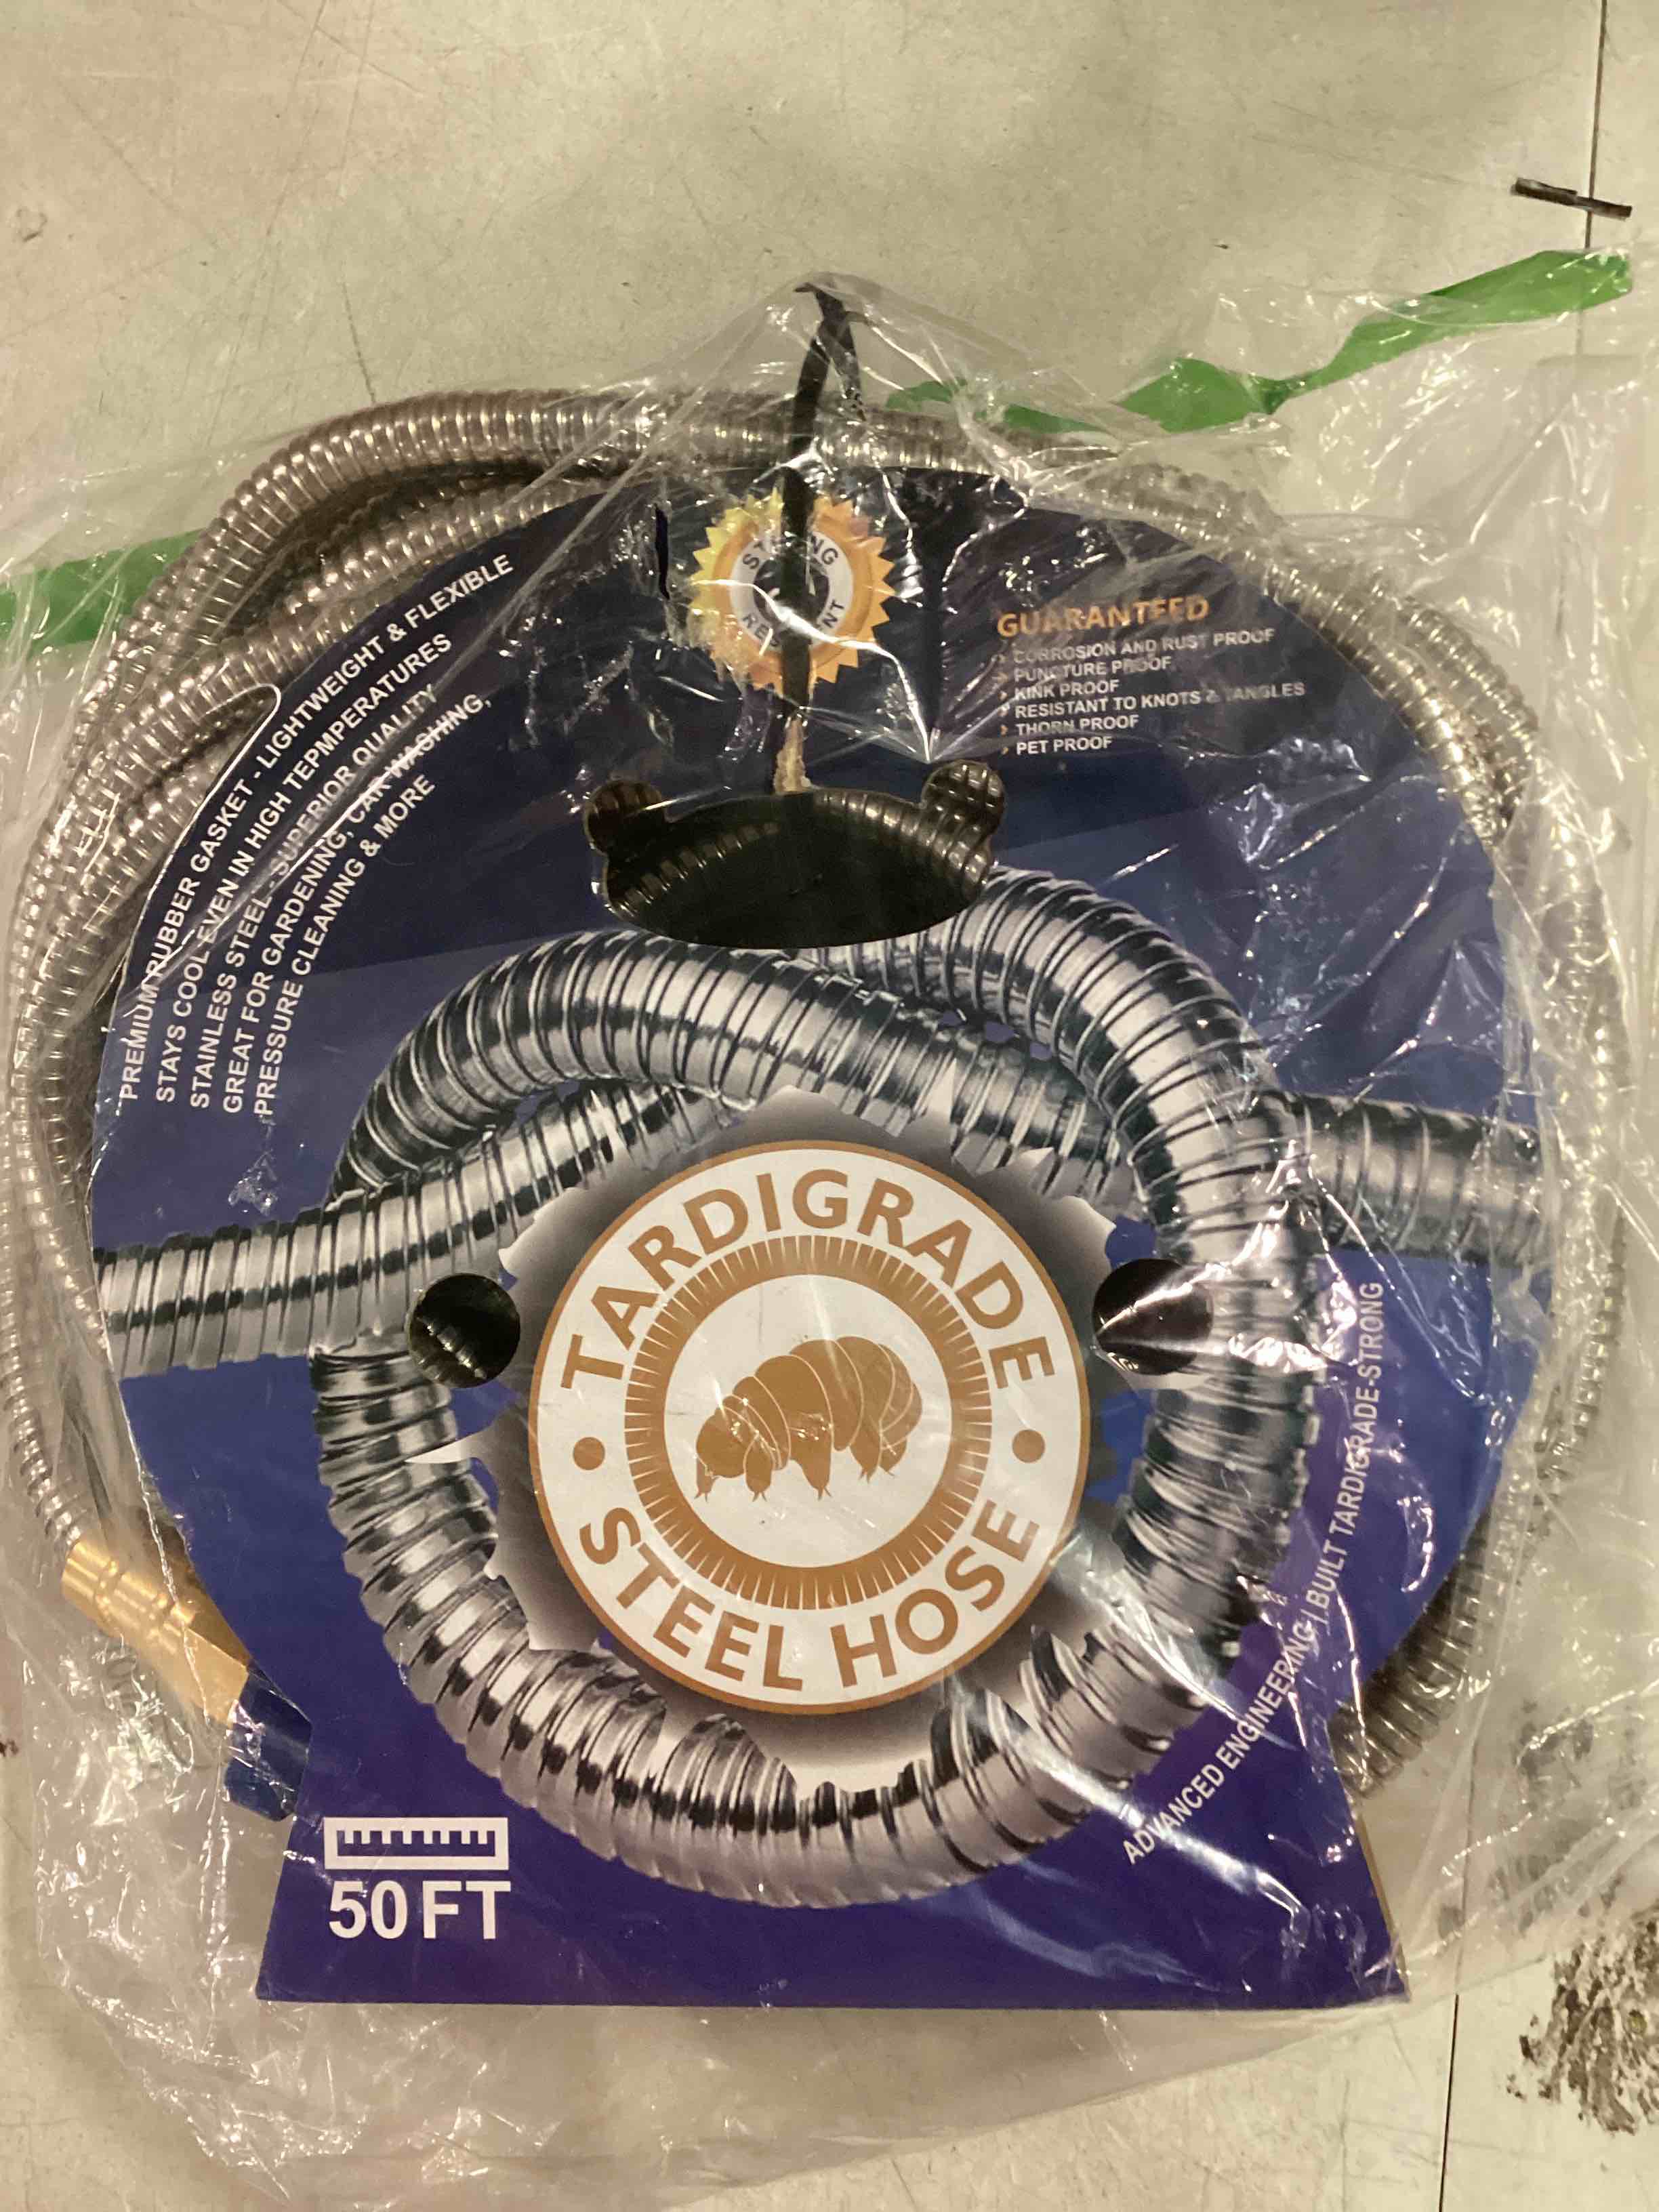 GUARANTEED
CORROSION AND RUST PROOF
PUNCTURE PROOF
KINK PROOF
RESISTANT TO KNOTS & TANGLES
THORN PROOF
PET PROOF
PREMIUM RUBBER GASKET - LIGHTWEIGHT & FLEXIBLE
STAYS COOL EVEN IN HIGH TEPMPERATURES
STAINLESS STEEL - SUPERIOR QUALITY
GREAT FOR GARDENING, CAR WASHING,
PRESSURE CLEANING & MORE
TARDIGRADE
STEEL HOSE
ADVANCED ENGINEERING | BUILT TARDIGRADE-STRONG
50 FT